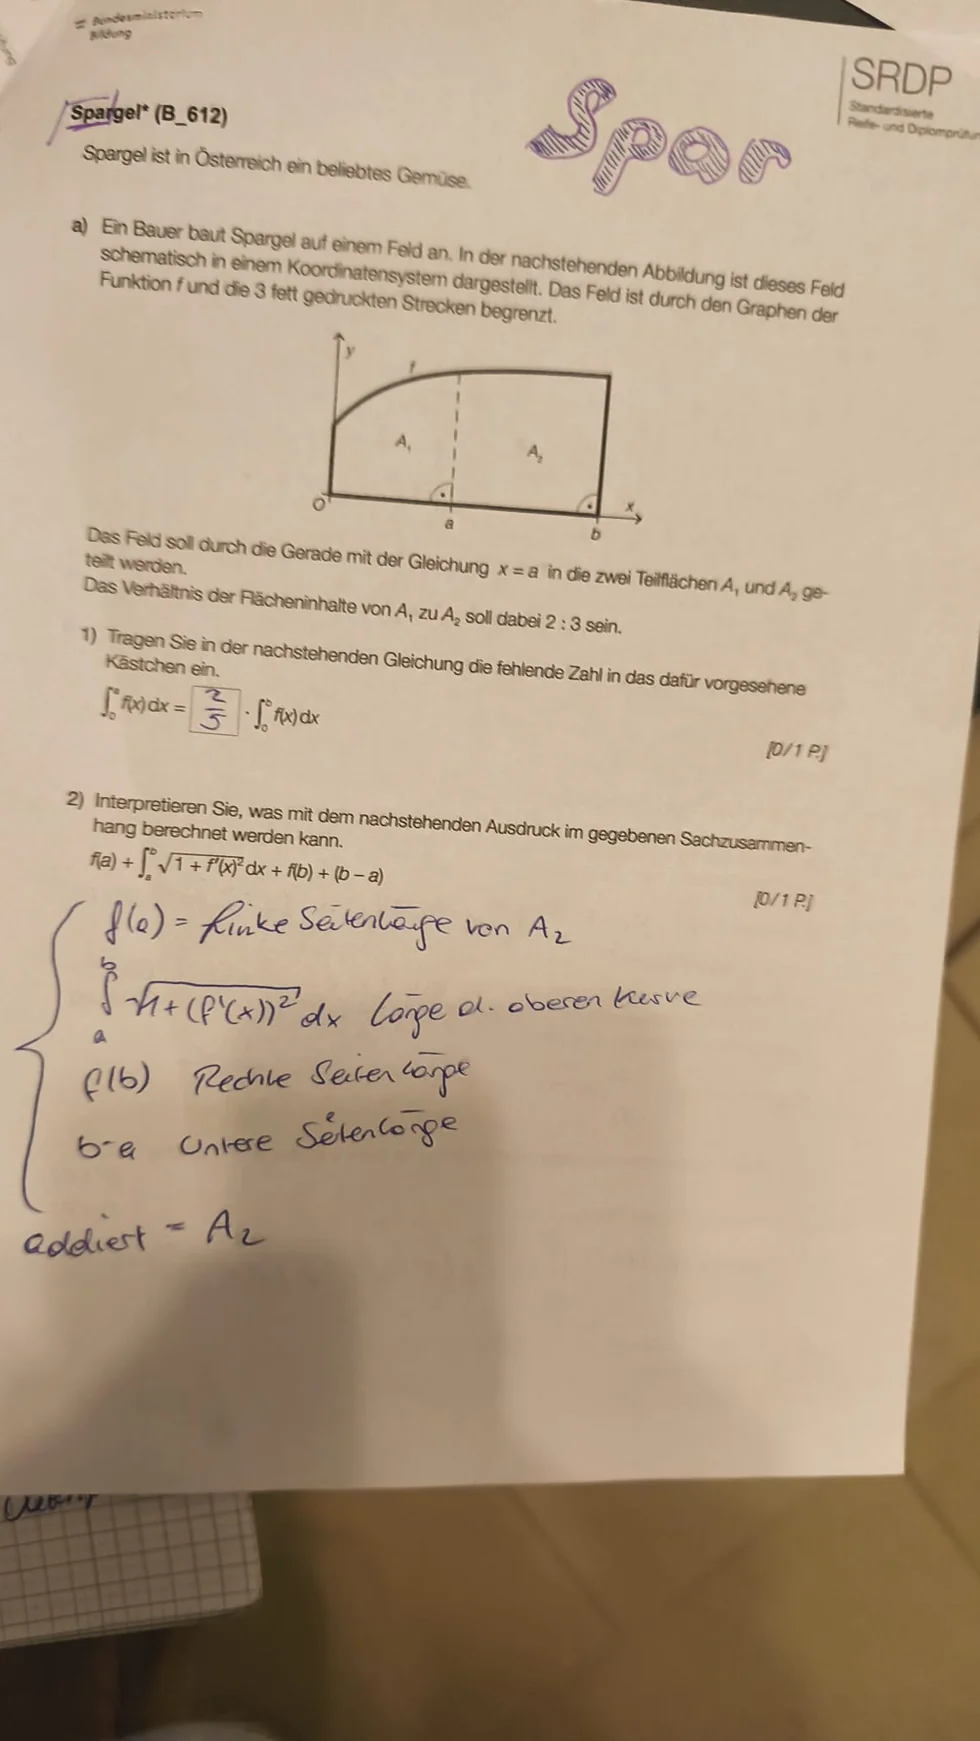 Bundesministerium
Bildung
SRDP
Standardisierte
Reife- und Diplomprüfun
Spargel* (B_612)
Spar
Spargel ist in Österreich ein beliebtes Gemüse.
a) Ein Bauer baut Spargel auf einem Feld an. In der nachstehenden Abbildung ist dieses Feld
schematisch in einem Koordinatensystem dargestellt. Das Feld ist durch den Graphen der
Funktion f und die 3 fett gedruckten Strecken begrenzt.
y
f
A₁
A₂
O
a
b
x
Das Feld soll durch die Gerade mit der Gleichung x = a in die zwei Teilflächen A₁ und A₂ ge-
teilt werden.
Das Verhältnis der Flächeninhalte von A₁ zu A₂ soll dabei 2 : 3 sein.
1) Tragen Sie in der nachstehenden Gleichung die fehlende Zahl in das dafür vorgesehene
Kästchen ein.
∫₀ᵃ f(x) dx = 2/5 · ∫₀ᵇ f(x) dx
[0/1 P.]
2) Interpretieren Sie, was mit dem nachstehenden Ausdruck im gegebenen Sachzusammen-
hang berechnet werden kann.
f(a) + ∫ₐᵇ √1 + f'(x)² dx + f(b) + (b – a)
[0/1 P.]
f(a) = linke Seitenlänge von A₂
∫ₐᵇ √1+(f'(x))² dx Länge d. oberen Kurve
f(b) Rechte Seitenlänge
b-a Untere Seitenlänge
addiert = A₂